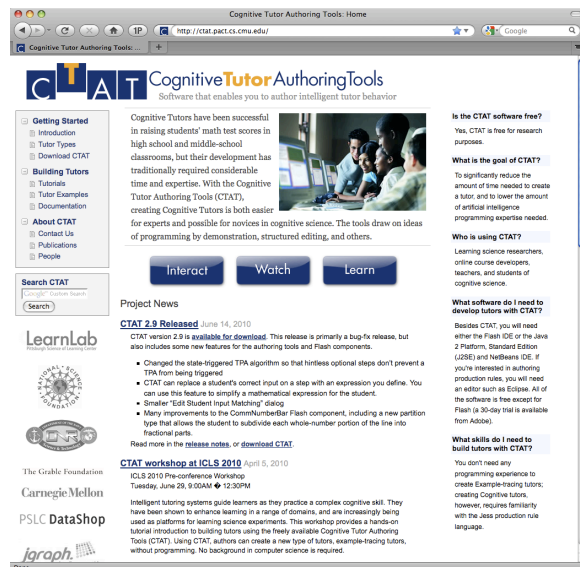 Cognitive Tutor Authoring Tools: Home
1P
http://ctat.pact.cs.cmu.edu/
Google
Cognitive Tutor Authoring Tools: ...
CTAT
CognitiveTutor AuthoringTools
Software that enables you to author intelligent tutor behavior
Getting Started
Introduction
Tutor Types
Download CTAT
Building Tutors
Tutorials
Tutor Examples
Documentation
About CTAT
Contact Us
Publications
People
Search CTAT
Google Custom Search
Search
LearnLab
Pittsburgh Science of Learning Center
NATIONAL SCIENCE FOUNDATION
ONR
The Grable Foundation
Carnegie Mellon
PSLC DataShop
jgraph.
Cognitive Tutors have been successful
in raising students' math test scores in
high school and middle-school
classrooms, but their development has
traditionally required considerable
time and expertise. With the Cognitive
Tutor Authoring Tools (CTAT),
creating Cognitive Tutors is both easier
for experts and possible for novices in cognitive science. The tools draw on ideas
of programming by demonstration, structured editing, and others.
Interact
Watch
Learn
Project News
CTAT 2.9 Released June 14, 2010
CTAT version 2.9 is available for download. This release is primarily a bug-fix release, but
also includes some new features for the authoring tools and Flash components.
Changed the state-triggered TPA algorithm so that hintless optional steps don't prevent a
TPA from being triggered
CTAT can replace a student's correct input on a step with an expression you define. You
can use this feature to simplify a mathematical expression for the student.
Smaller "Edit Student Input Matching" dialog
Many improvements to the CommNumberBar Flash component, including a new partition
type that allows the student to subdivide each whole-number portion of the line into
fractional parts.
Read more in the release notes, or download CTAT.
CTAT workshop at ICLS 2010 April 5, 2010
ICLS 2010 Pre-conference Workshop
Tuesday, June 29, 9:00AM � 12:30PM
Intelligent tutoring systems guide learners as they practice a complex cognitive skill. They
have been shown to enhance learning in a range of domains, and are increasingly being
used as platforms for learning science experiments. This workshop provides a hands-on
tutorial introduction to building tutors using the freely available Cognitive Tutor Authoring
Tools (CTAT). Using CTAT, authors can create a new type of tutors, example-tracing tutors,
without programming. No background in computer science is required.
Is the CTAT software free?
Yes, CTAT is free for research
purposes.
What is the goal of CTAT?
To significantly reduce the
amount of time needed to create
a tutor, and to lower the amount
of artificial intelligence
programming expertise needed.
Who is using CTAT?
Learning science researchers,
online course developers,
teachers, and students of
cognitive science.
What software do I need to
develop tutors with CTAT?
Besides CTAT, you will need
either the Flash IDE or the Java
2 Platform, Standard Edition
(J2SE) and NetBeans IDE. If
you're interested in authoring
production rules, you will need
an editor such as Eclipse. All of
the software is free except for
Flash (a 30-day trial is available
from Adobe).
What skills do I need to
build tutors with CTAT?
You don't need any
programming experience to
create Example-tracing tutors;
creating Cognitive Tutors,
however, requires familiarity
with the Jess production rule
language.